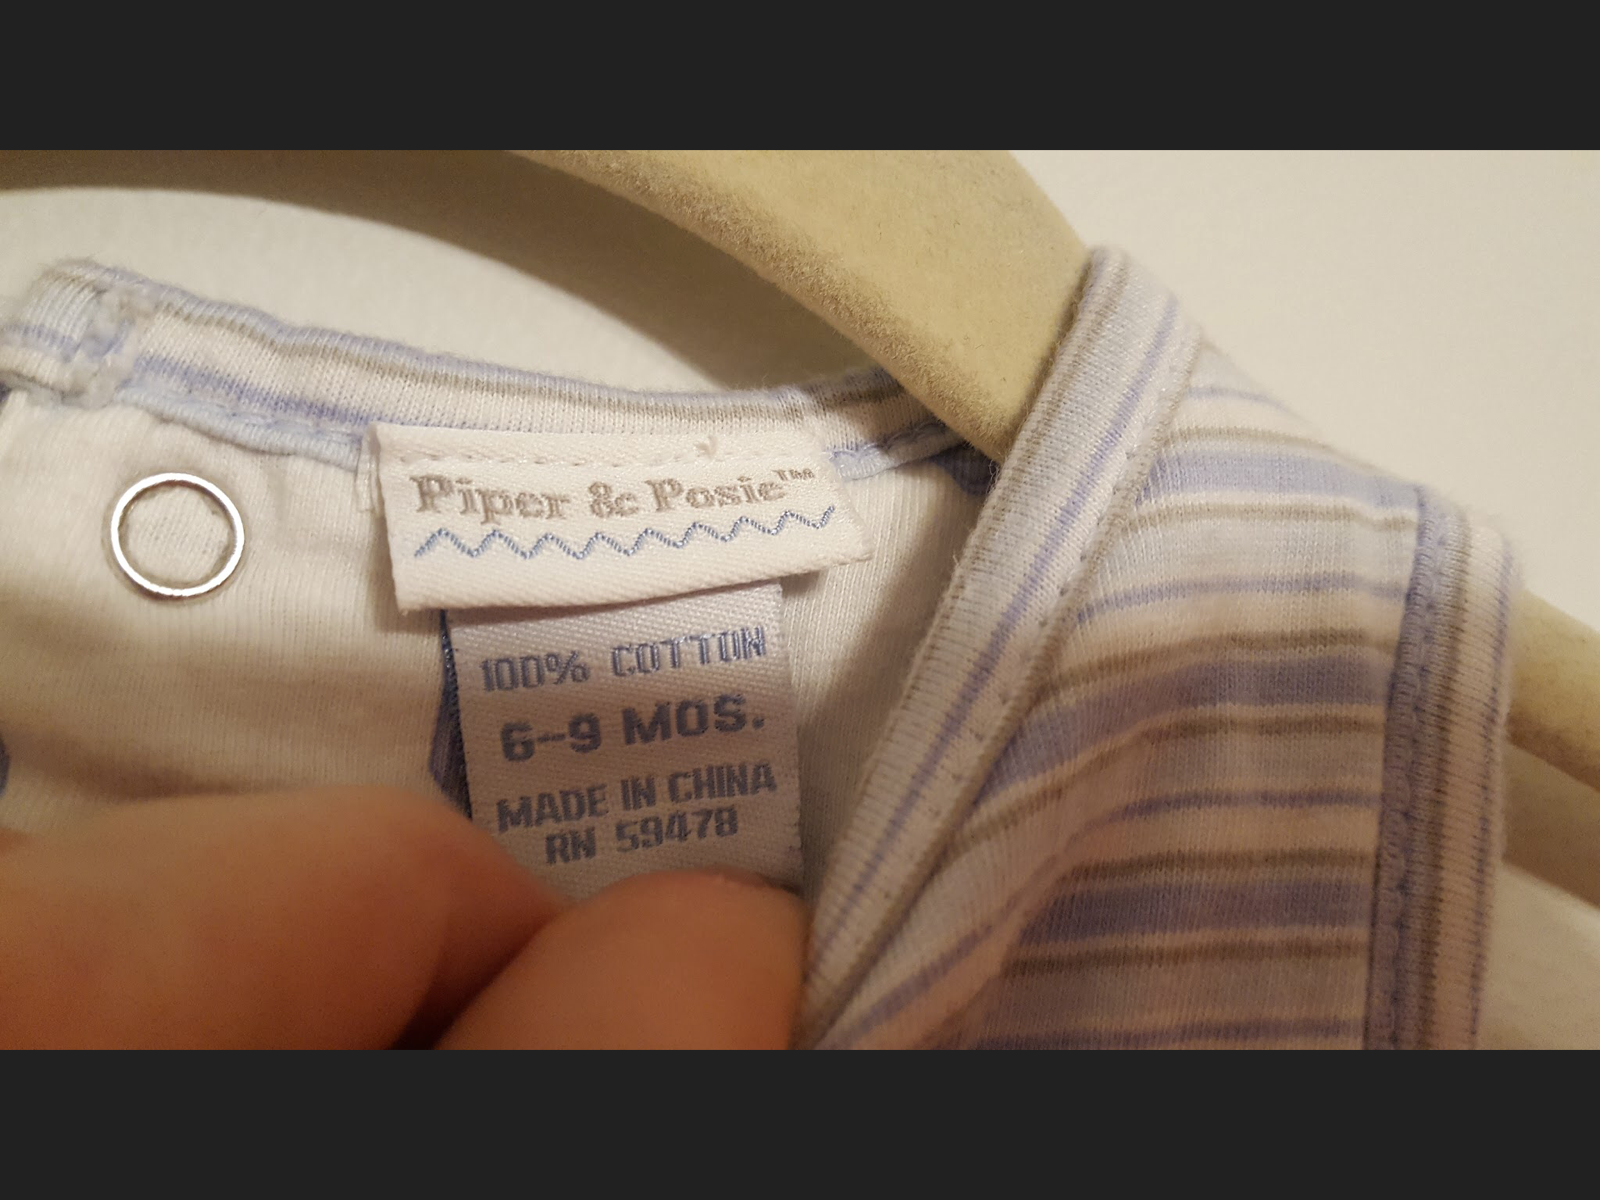 Piper & Posie™
100% COTTON
6-9 MOS.
MADE IN CHINA
RN 59478